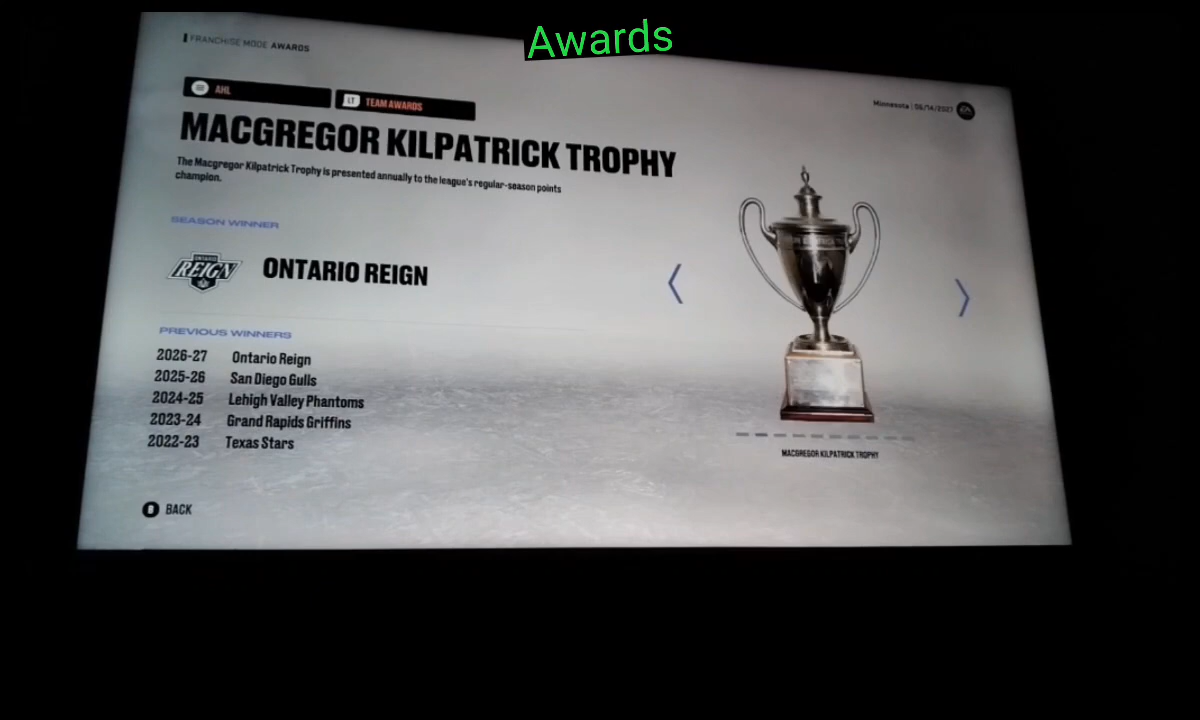 Awards
FRANCHISE MODE AWARDS
AHL
LT TEAM AWARDS
Minnesota
MACGREGOR KILPATRICK TROPHY
The Macgregor Kilpatrick Trophy is presented annually to the league's regular-season points
champion.
SEASON WINNER
ONTARIO REIGN
ONTARIO REIGN
PREVIOUS WINNERS
2026-27 Ontario Reign
2025-26 San Diego Gulls
2024-25 Lehigh Valley Phantoms
2023-24 Grand Rapids Griffins
2022-23 Texas Stars
MACGREGOR KILPATRICK TROPHY
BACK